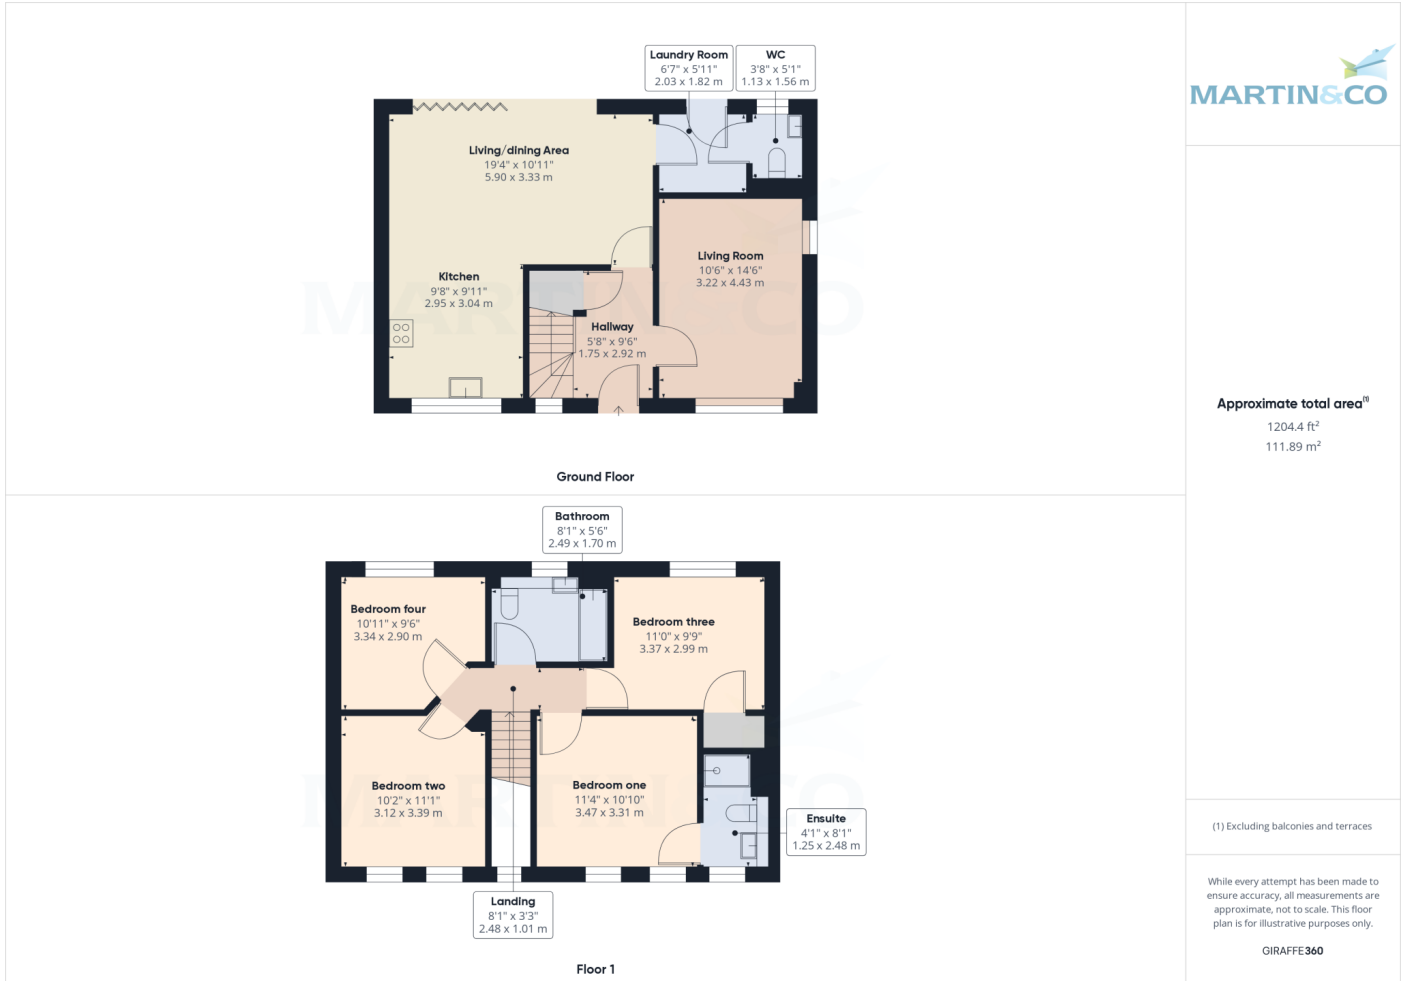 Laundry Room
6'7" x 5'11"
2.03 x 1.82 m
WC
3'8" x 5'1"
1.13 x 1.56 m
Living/dining Area
19'4" x 10'11"
5.90 x 3.33 m
Living Room
10'6" x 14'6"
3.22 x 4.43 m
Kitchen
9'8" x 9'11"
2.95 x 3.04 m
Hallway
5'8" x 9'6"
1.75 x 2.92 m
MARTIN&CO
Ground Floor
Bathroom
8'1" x 5'6"
2.49 x 1.70 m
Bedroom four
10'11" x 9'6"
3.34 x 2.90 m
Bedroom three
11'0" x 9'9"
3.37 x 2.99 m
Bedroom two
10'2" x 11'1"
3.12 x 3.39 m
Bedroom one
11'4" x 10'10"
3.47 x 3.31 m
MARTIN&CO
Ensuite
4'1" x 8'1"
1.25 x 2.48 m
Landing
8'1" x 3'3"
2.48 x 1.01 m
Floor 1
MARTIN&CO
Approximate total area(1)
1204.4 ft²
111.89 m²
(1) Excluding balconies and terraces
While every attempt has been made to
ensure accuracy, all measurements are
approximate, not to scale. This floor
plan is for illustrative purposes only.
GIRAFFE360